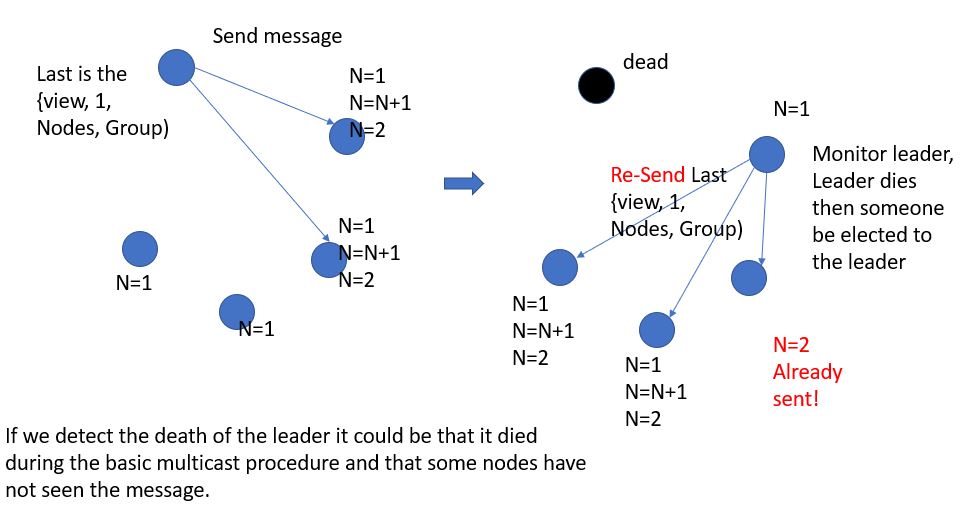 Send message
Last is the
{view, 1,
Nodes, Group)
N=1
N=N+1
N=2
N=1
N=N+1
N=2
N=1
N=1
dead
N=1
Re-Send Last
{view, 1,
Nodes, Group)
Monitor leader,
Leader dies
then someone
be elected to
the leader
N=1
N=N+1
N=2
N=1
N=N+1
N=2
N=2
Already
sent!
If we detect the death of the leader it could be that it died
during the basic multicast procedure and that some nodes have
not seen the message.